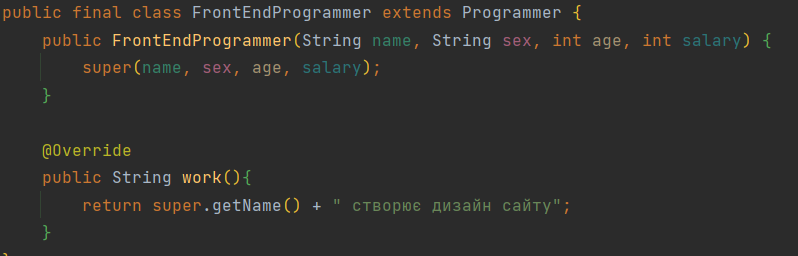 public final class FrontEndProgrammer extends Programmer {
    public FrontEndProgrammer(String name, String sex, int age, int salary) {
        super(name, sex, age, salary);
    }

    @Override
    public String work(){
        return super.getName() + " створює дизайн сайту";
    }
}